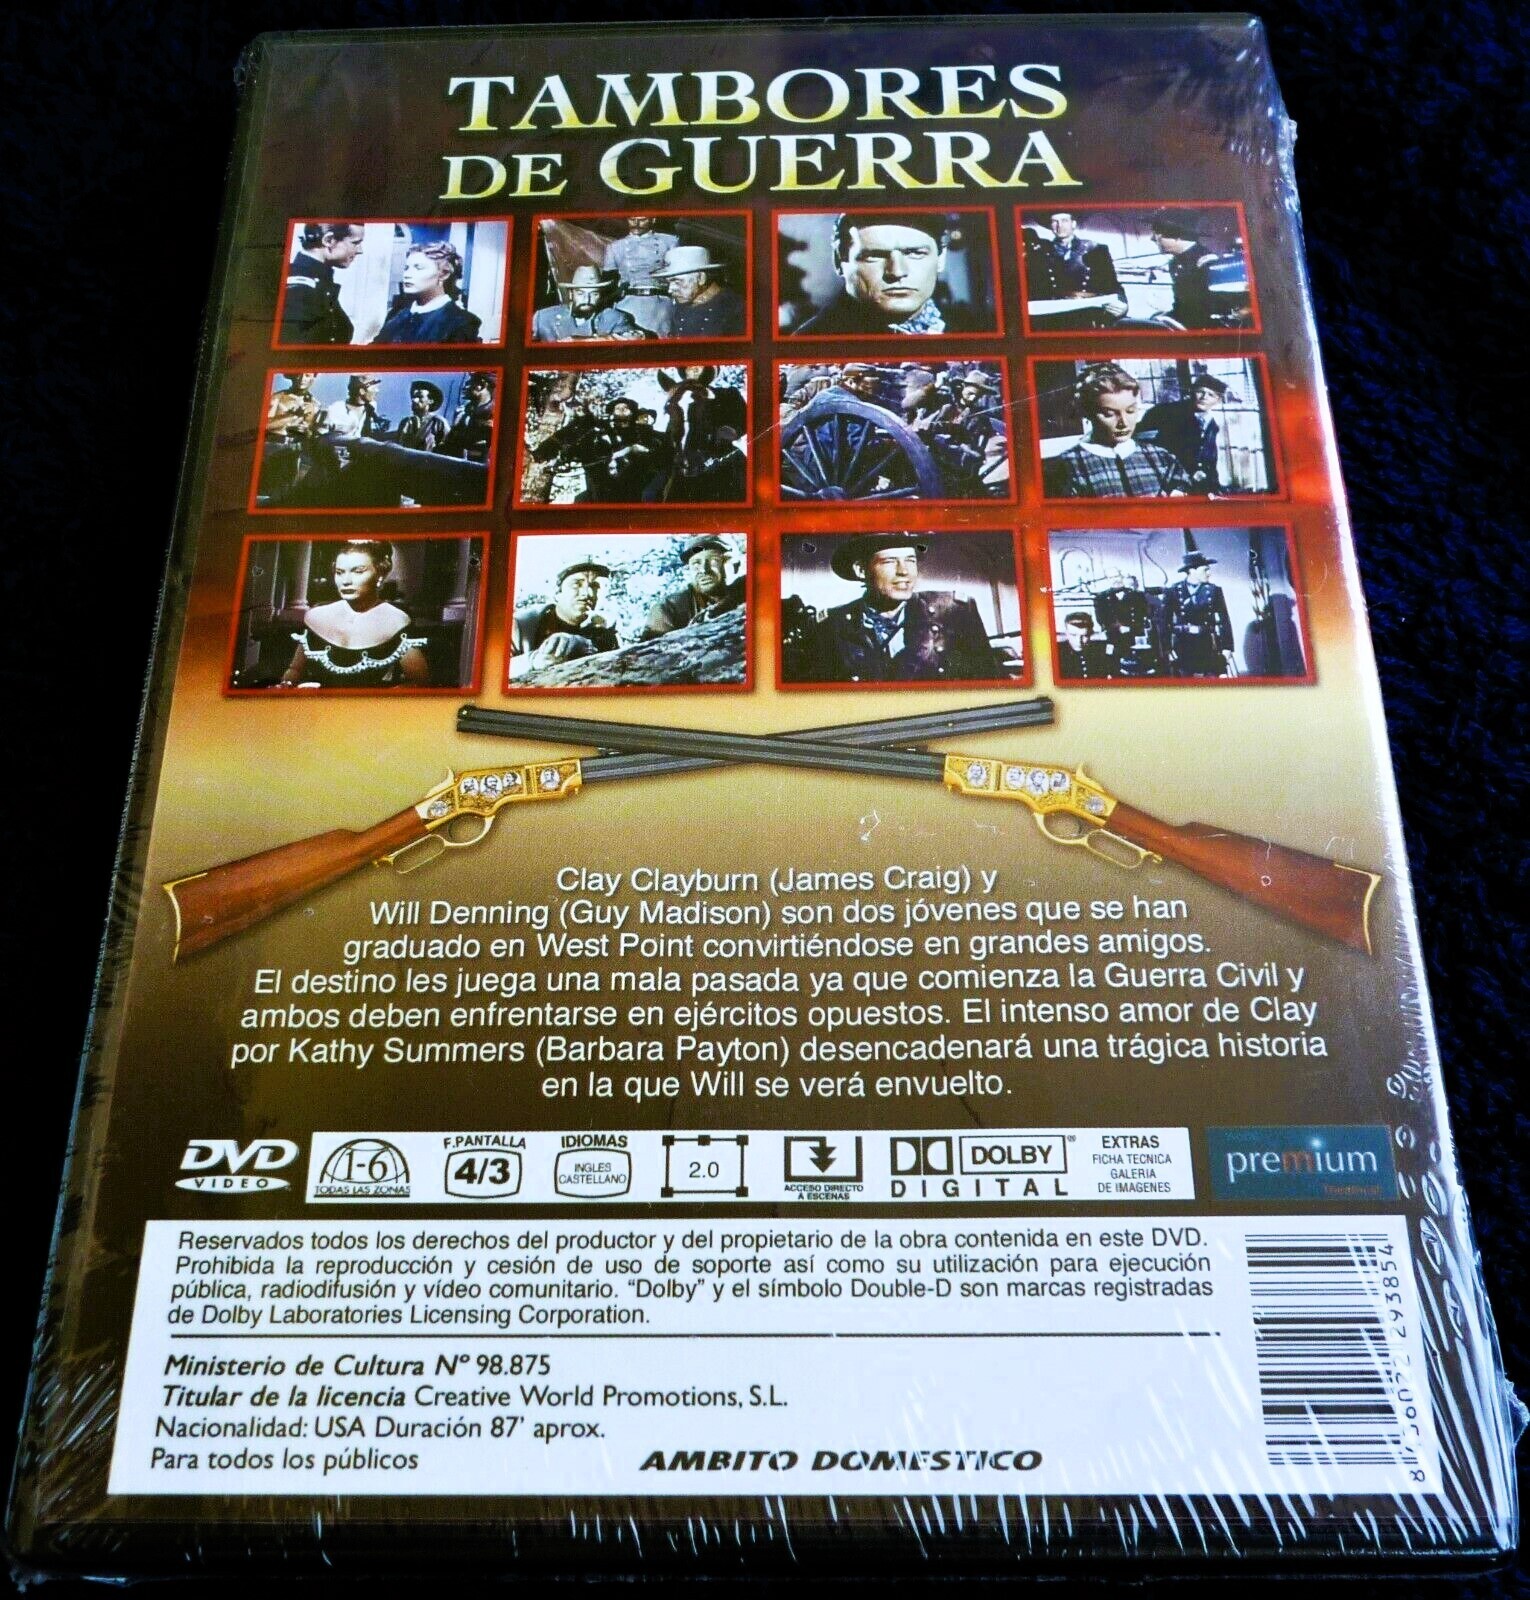 TAMBORES
DE GUERRA
Clay Clayburn (James Craig) y
Will Denning (Guy Madison) son dos jóvenes que se han
graduado en West Point convirtiéndose en grandes amigos.
El destino les juega una mala pasada ya que comienza la Guerra Civil y
ambos deben enfrentarse en ejércitos opuestos. El intenso amor de Clay
por Kathy Summers (Barbara Payton) desencadenará una trágica historia
en la que Will se verá envuelto.
DVD
VIDEO
1-6
TODAS LAS ZONAS
F.PANTALLA
4/3
IDIOMAS
INGLES
CASTELLANO
2.0
ACCESO DIRECTO
A ESCENAS
DOLBY®
DIGITAL
EXTRAS
FICHA TECNICA
GALERIA
DE IMAGENES
premium
Reservados todos los derechos del productor y del propietario de la obra contenida en este DVD.
Prohibida la reproducción y cesión de uso de soporte así como su utilización para ejecución
pública, radiodifusión y vídeo comunitario. “Dolby” y el símbolo Double-D son marcas registradas
de Dolby Laboratories Licensing Corporation.
Ministerio de Cultura Nº 98.875
Titular de la licencia Creative World Promotions, S.L.
Nacionalidad: USA Duración 87’ aprox.
Para todos los públicos
AMBITO DOMESTICO